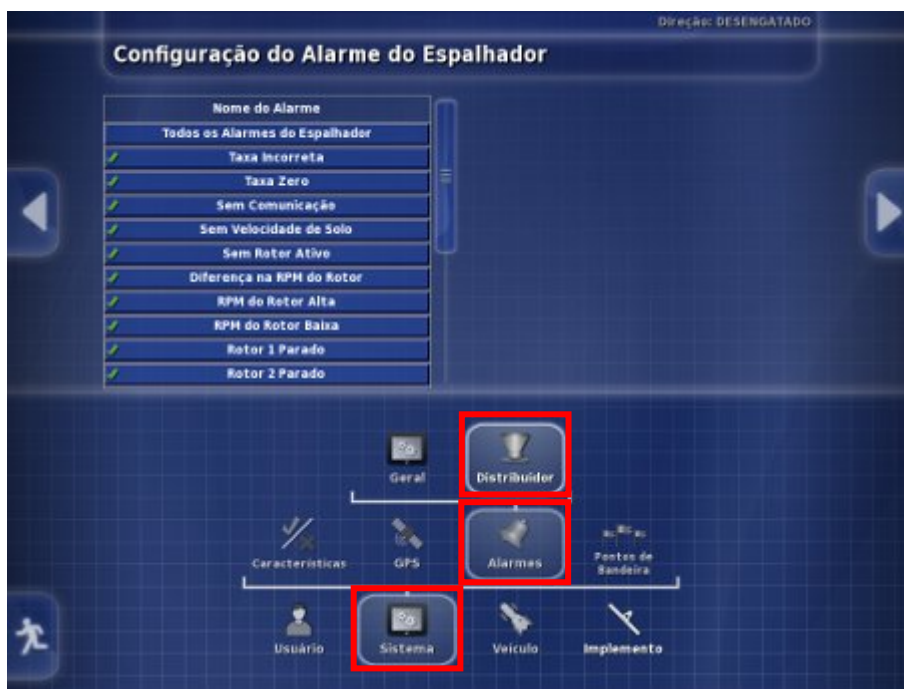 Direção: DESENGATADO
Configuração do Alarme do Espalhador
Nome do Alarme
Todos os Alarmes do Espalhador
Taxa Incorreta
Taxa Zero
Sem Comunicação
Sem Velocidade de Solo
Sem Rotor Ativo
Diferença na RPM do Rotor
RPM do Rotor Alta
RPM do Rotor Baixa
Rotor 1 Parado
Rotor 2 Parado
Geral
Distribuidor
Características
GPS
Alarmes
Pontos de
Bandeira
Usuário
Sistema
Veículo
Implemento